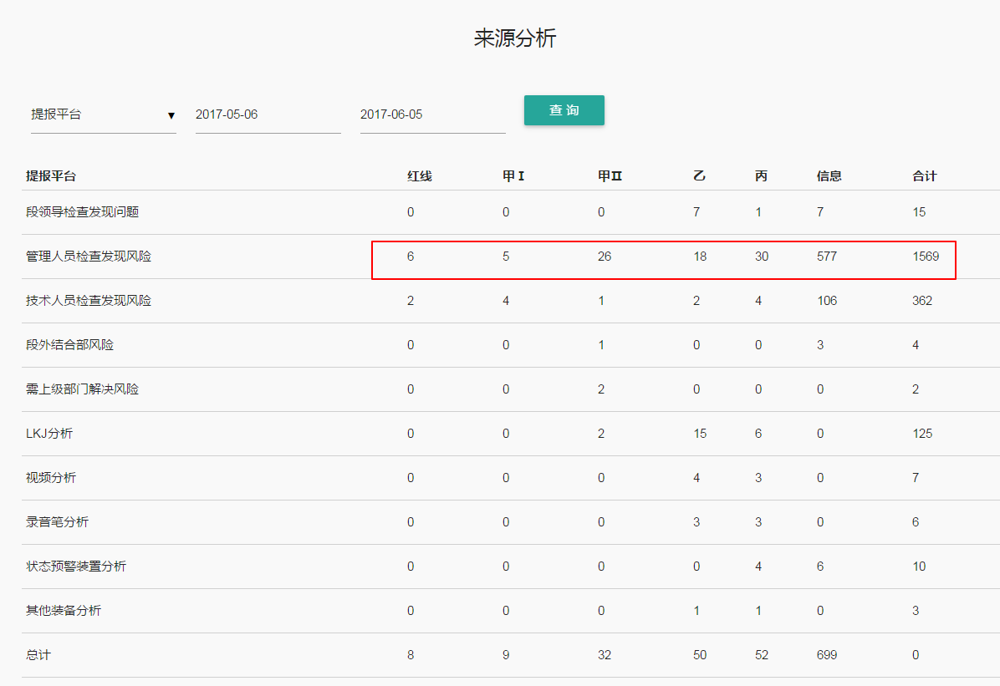 来源分析
提报平台 ▼ 2017-05-06 2017-06-05 查 询
提报平台 红线 甲Ⅰ 甲Ⅱ 乙 丙 信息 合计
段领导检查发现问题 0 0 0 7 1 7 15
管理人员检查发现风险 6 5 26 18 30 577 1569
技术人员检查发现风险 2 4 1 2 4 106 362
段外结合部风险 0 0 1 0 0 3 4
需上级部门解决风险 0 0 2 0 0 0 2
LKJ分析 0 0 2 15 6 0 125
视频分析 0 0 0 4 3 0 7
录音笔分析 0 0 0 3 3 0 6
状态预警装置分析 0 0 0 0 4 6 10
其他装备分析 0 0 0 1 1 0 3
总计 8 9 32 50 52 699 0